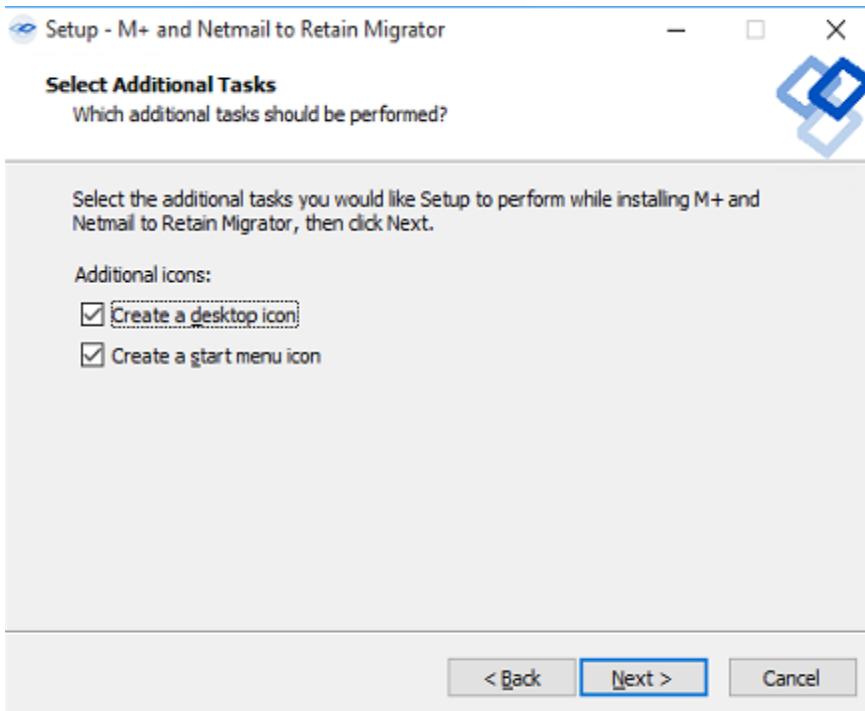 Setup - M+ and Netmail to Retain Migrator
Select Additional Tasks
Which additional tasks should be performed?
Select the additional tasks you would like Setup to perform while installing M+ and
Netmail to Retain Migrator, then click Next.
Additional icons:
Create a desktop icon
Create a start menu icon
< Back Next > Cancel